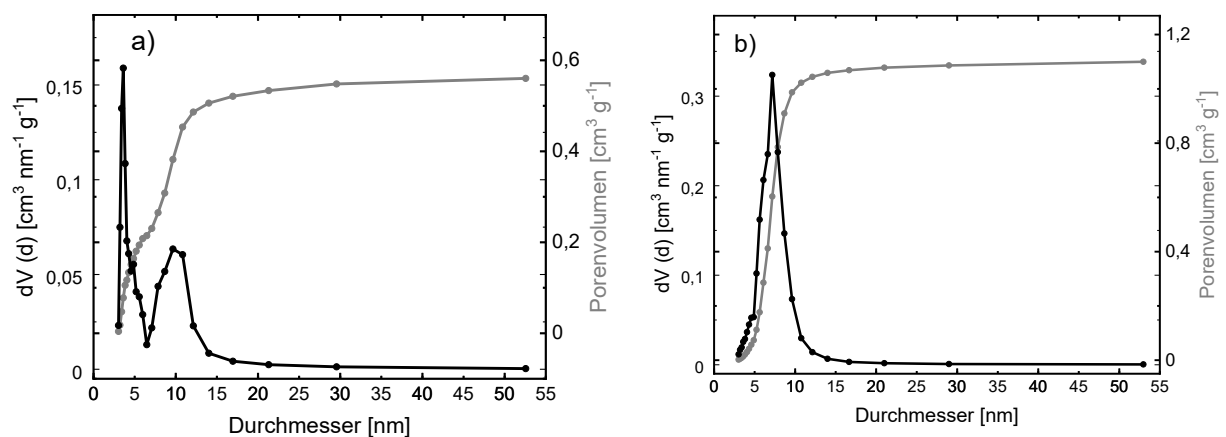 a)
dV (d) [cm³ nm⁻¹ g⁻¹]
0,15
0,1
0,05
0
0,6
0,4
0,2
0
Porenvolumen [cm³ g⁻¹]
0 5 10 15 20 25 30 35 40 45 50 55
Durchmesser [nm]
b)
dV (d) [cm³ nm⁻¹ g⁻¹]
0,3
0,2
0,1
0
1,2
0,8
0,4
0
Porenvolumen [cm³ g⁻¹]
0 5 10 15 20 25 30 35 40 45 50 55
Durchmesser [nm]